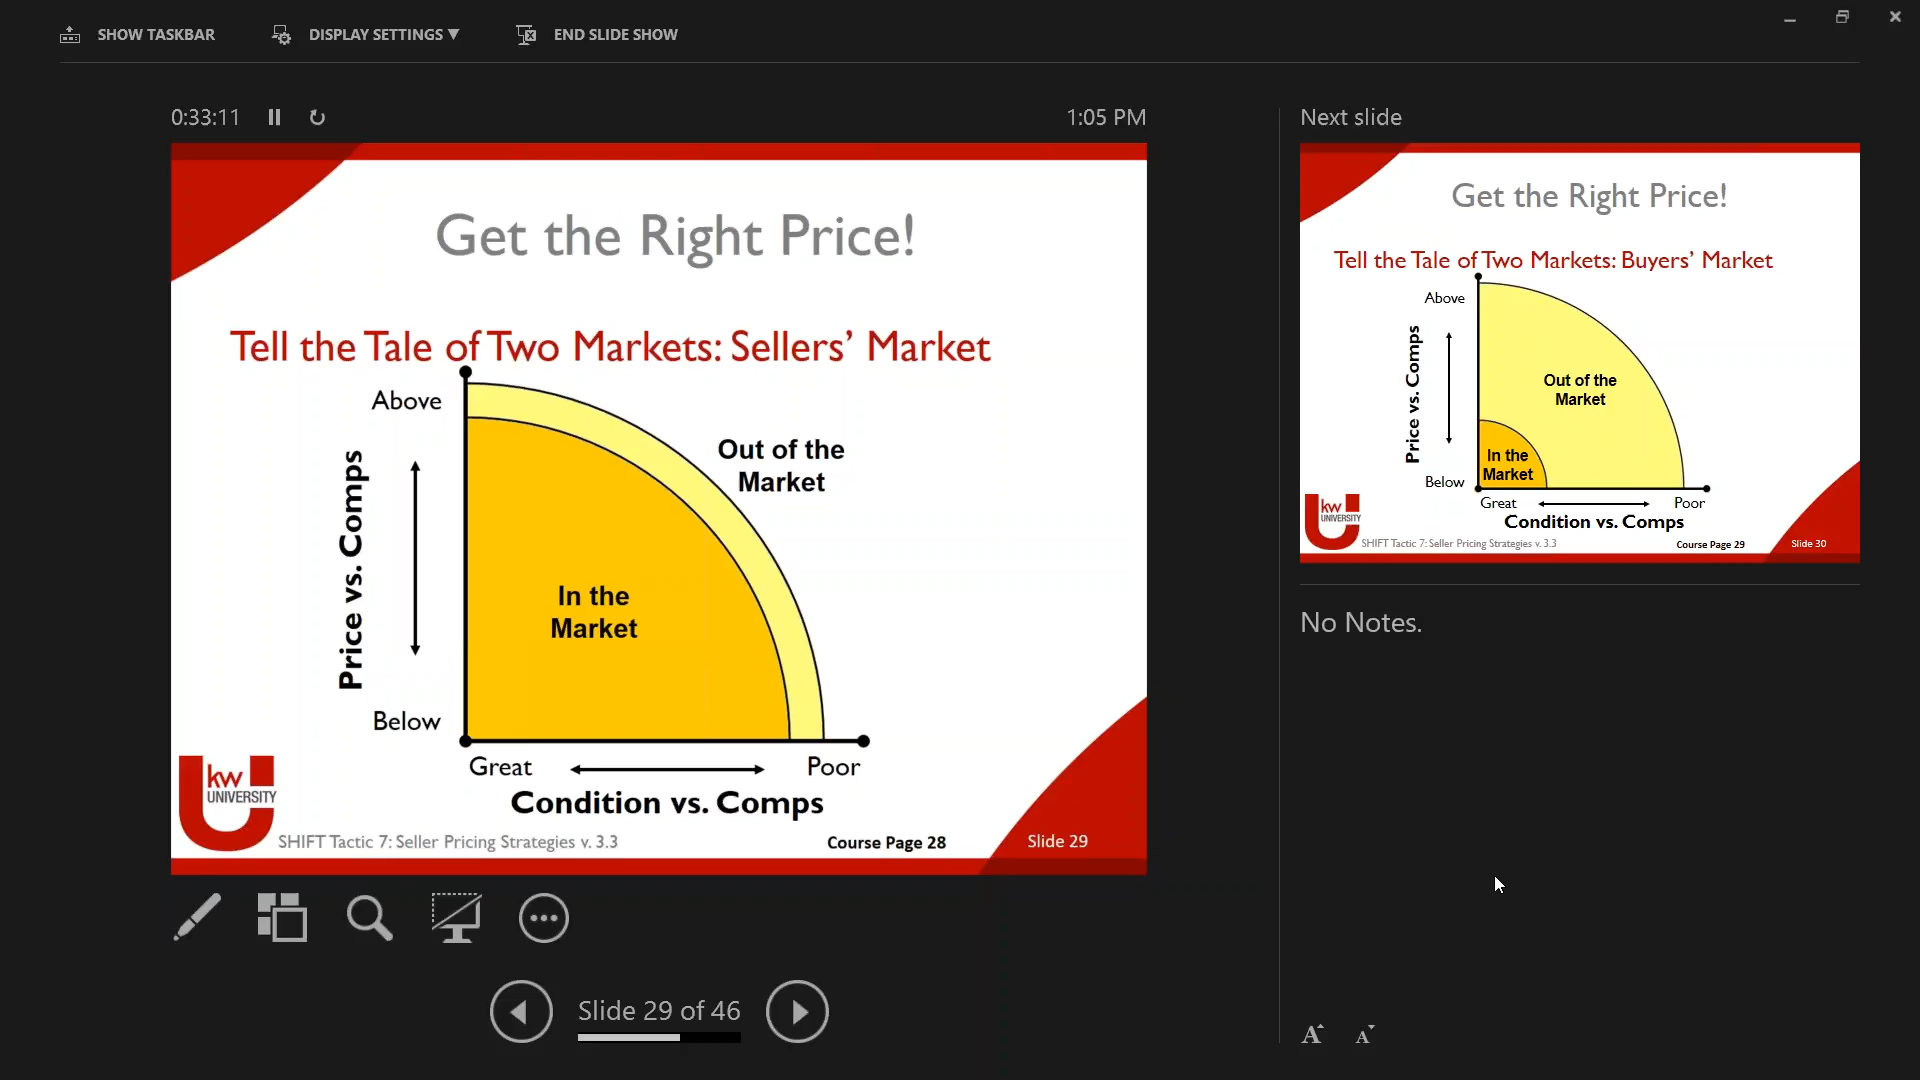 SHOW TASKBAR
DISPLAY SETTINGS ▼
END SLIDE SHOW
0:33:11
1:05 PM
Get the Right Price!
Tell the Tale of Two Markets: Sellers’ Market
Above
Out of the
Market
Price vs. Comps
In the
Market
Below
Great
Poor
Condition vs. Comps
kw
UNIVERSITY
SHIFT Tactic 7: Seller Pricing Strategies v. 3.3
Course Page 28
Slide 29
Slide 29 of 46
Next slide
Get the Right Price!
Tell the Tale of Two Markets: Buyers’ Market
Above
Out of the
Market
Price vs. Comps
In the
Market
Below
Great
Poor
Condition vs. Comps
kw
UNIVERSITY
SHIFT Tactic 7: Seller Pricing Strategies v. 3.3
Course Page 29
Slide 30
No Notes.
A A